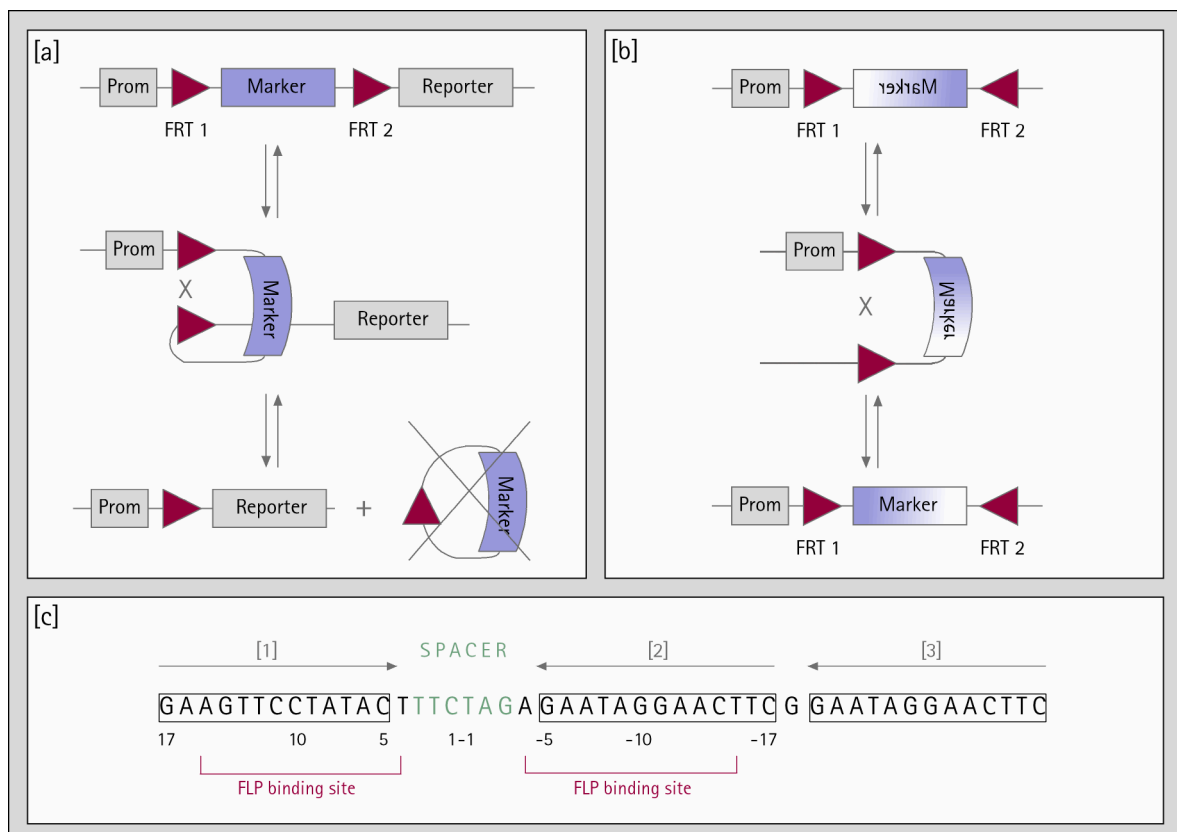 [a]
Prom Marker Reporter
FRT 1 FRT 2
Prom
X
Marker
Reporter
Prom Reporter + Marker
[b]
Prom Marker
FRT 1 FRT 2
Prom
X
Marker
Prom Marker
FRT 1 FRT 2
[c]
[1] SPACER [2] [3]
GAAGTTCCTATAC T TTCTAG A GAATAGGAACTTC G GAATAGGAACTTC
17 10 5 1-1 -5 -10 -17
FLP binding site FLP binding site